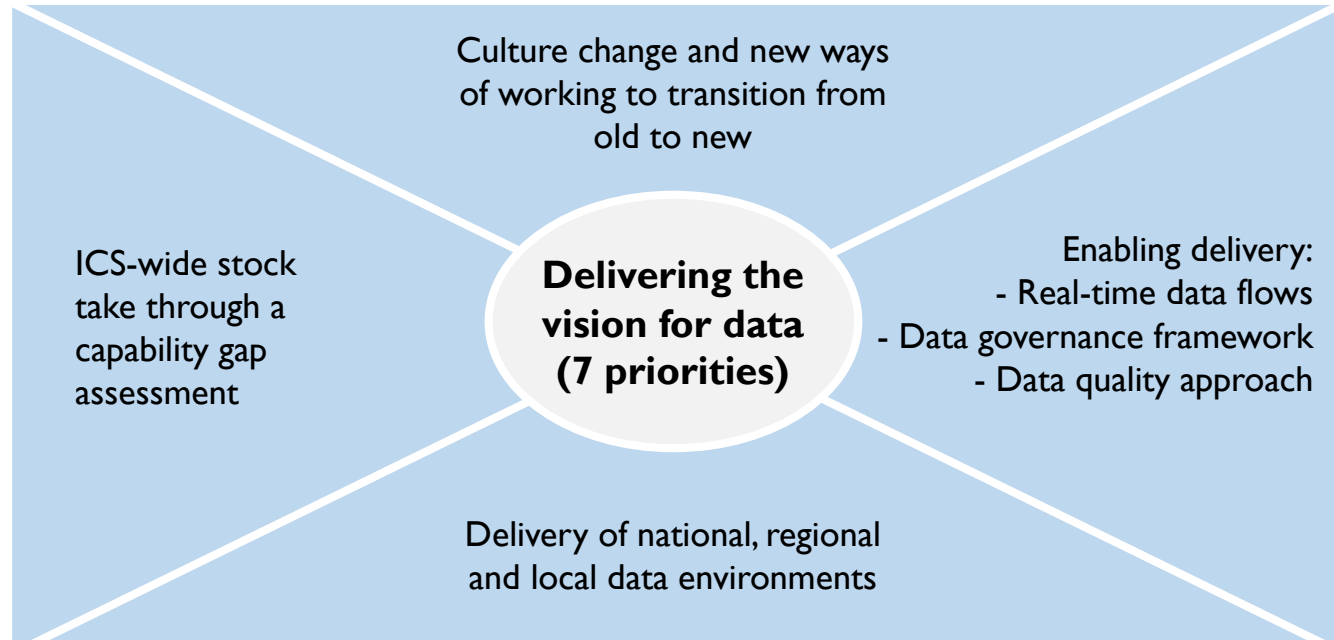 Culture change and new ways
of working to transition from
old to new
ICS-wide stock
take through a
capability gap
assessment
Delivering the
vision for data
(7 priorities)
Enabling delivery:
- Real-time data flows
- Data governance framework
- Data quality approach
Delivery of national, regional
and local data environments